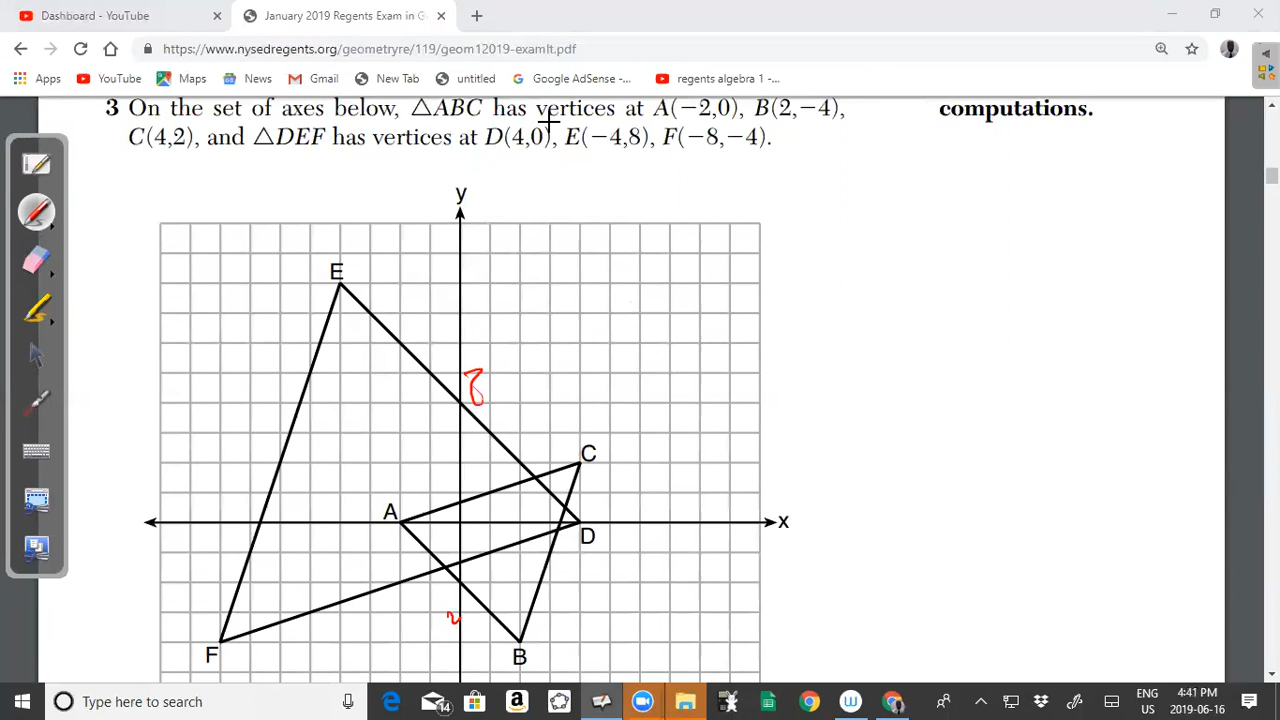 Dashboard - YouTube
January 2019 Regents Exam in G
https://www.nysedregents.org/geometryre/119/geom12019-examlt.pdf
Apps YouTube Maps News Gmail New Tab untitled Google AdSense -... regents algebra 1 -...
3 On the set of axes below, △ABC has vertices at A(−2,0), B(2,−4),
C(4,2), and △DEF has vertices at D(4,0), E(−4,8), F(−8,−4).
computations.
y
E
8
C
A
x
D
F
B
14
Type here to search
ENG
US
4:41 PM
2019-06-16